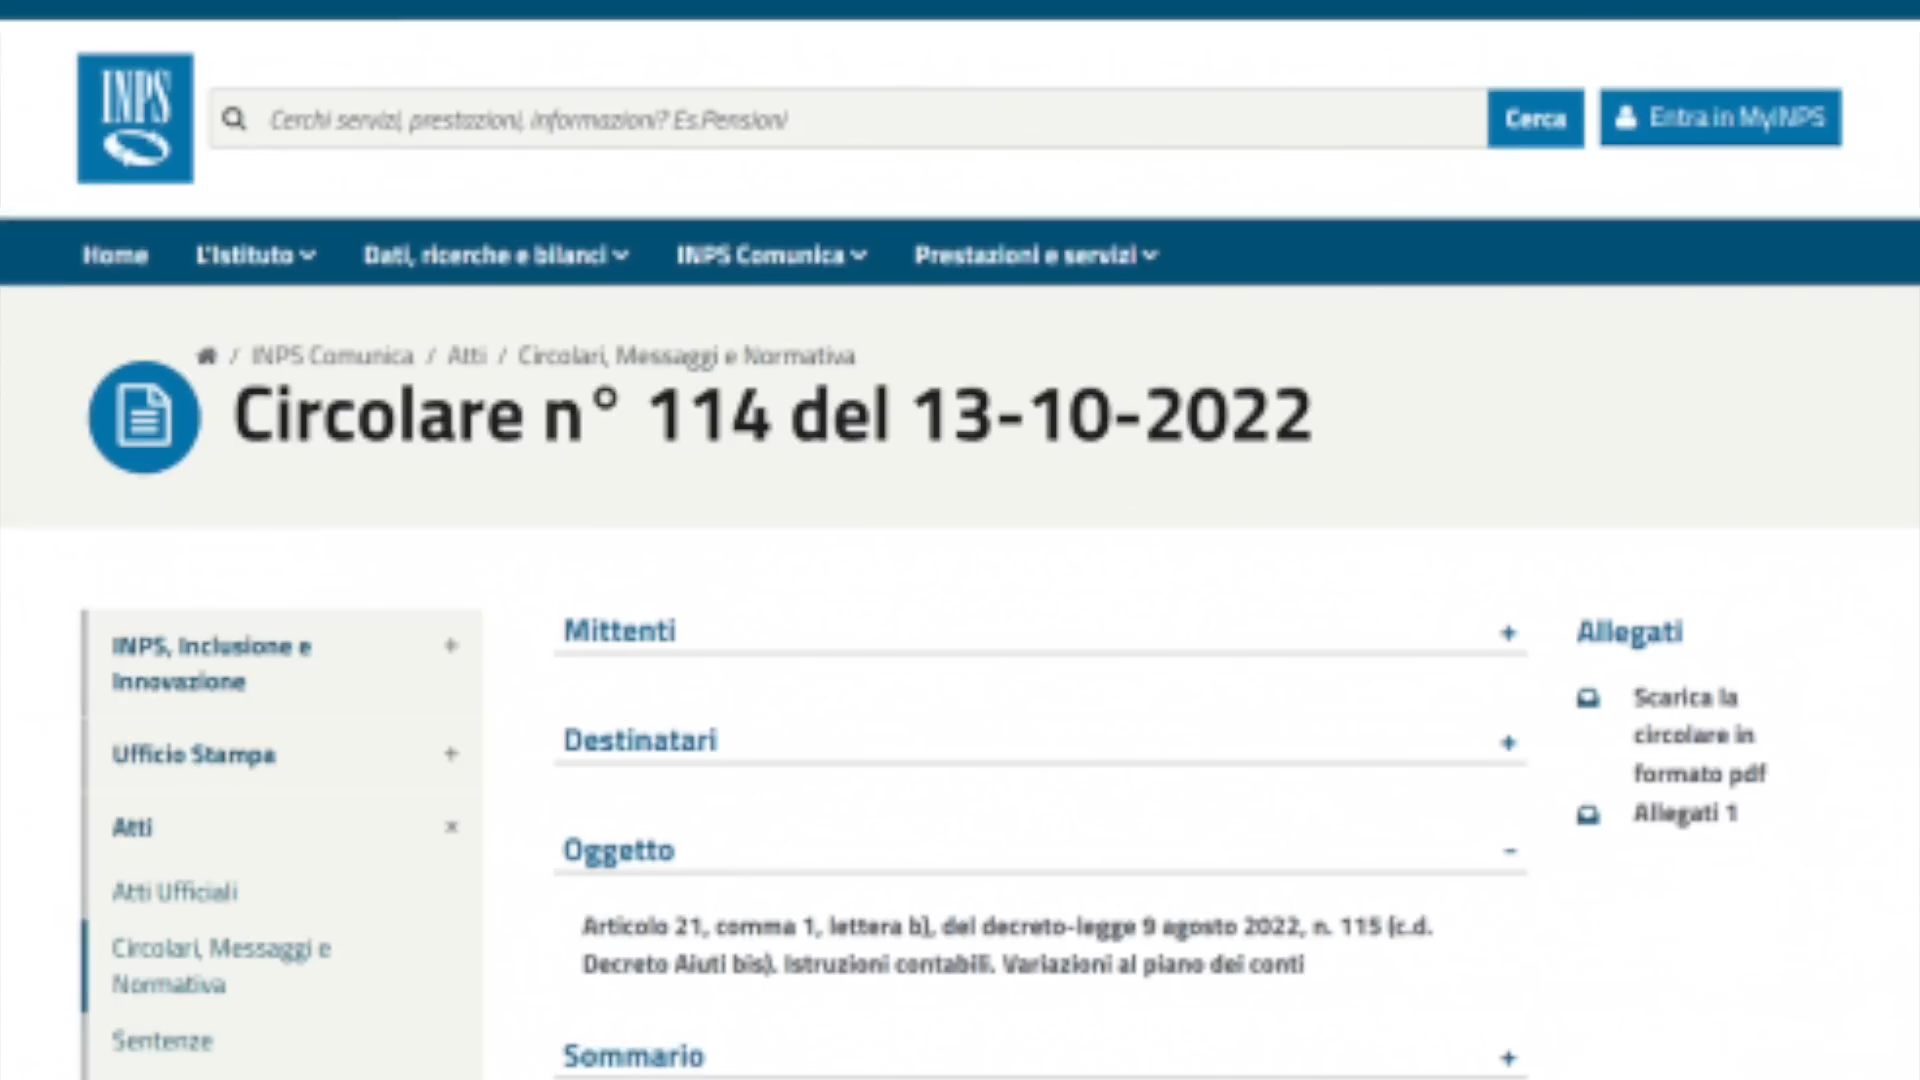 INPS
Cerchi servizi, prestazioni, informazioni? Es.Pensioni
Cerca
Entra in MyINPS
Home
L'Istituto
Dati, ricerche e bilanci
INPS Comunica
Prestazioni e servizi
/ INPS Comunica / Atti / Circolari, Messaggi e Normativa
Circolare n° 114 del 13-10-2022
INPS, Inclusione e +
Innovazione
Ufficio Stampa +
Atti x
Atti Ufficiali
Circolari, Messaggi e
Normativa
Sentenze
Mittenti +
Destinatari +
Oggetto -
Articolo 21, comma 1, lettera b), del decreto-legge 9 agosto 2022, n. 115 (c.d.
Decreto Aiuti bis). Istruzioni contabili. Variazioni al piano dei conti
Sommario +
Allegati
Scarica la
circolare in
formato pdf
Allegati 1